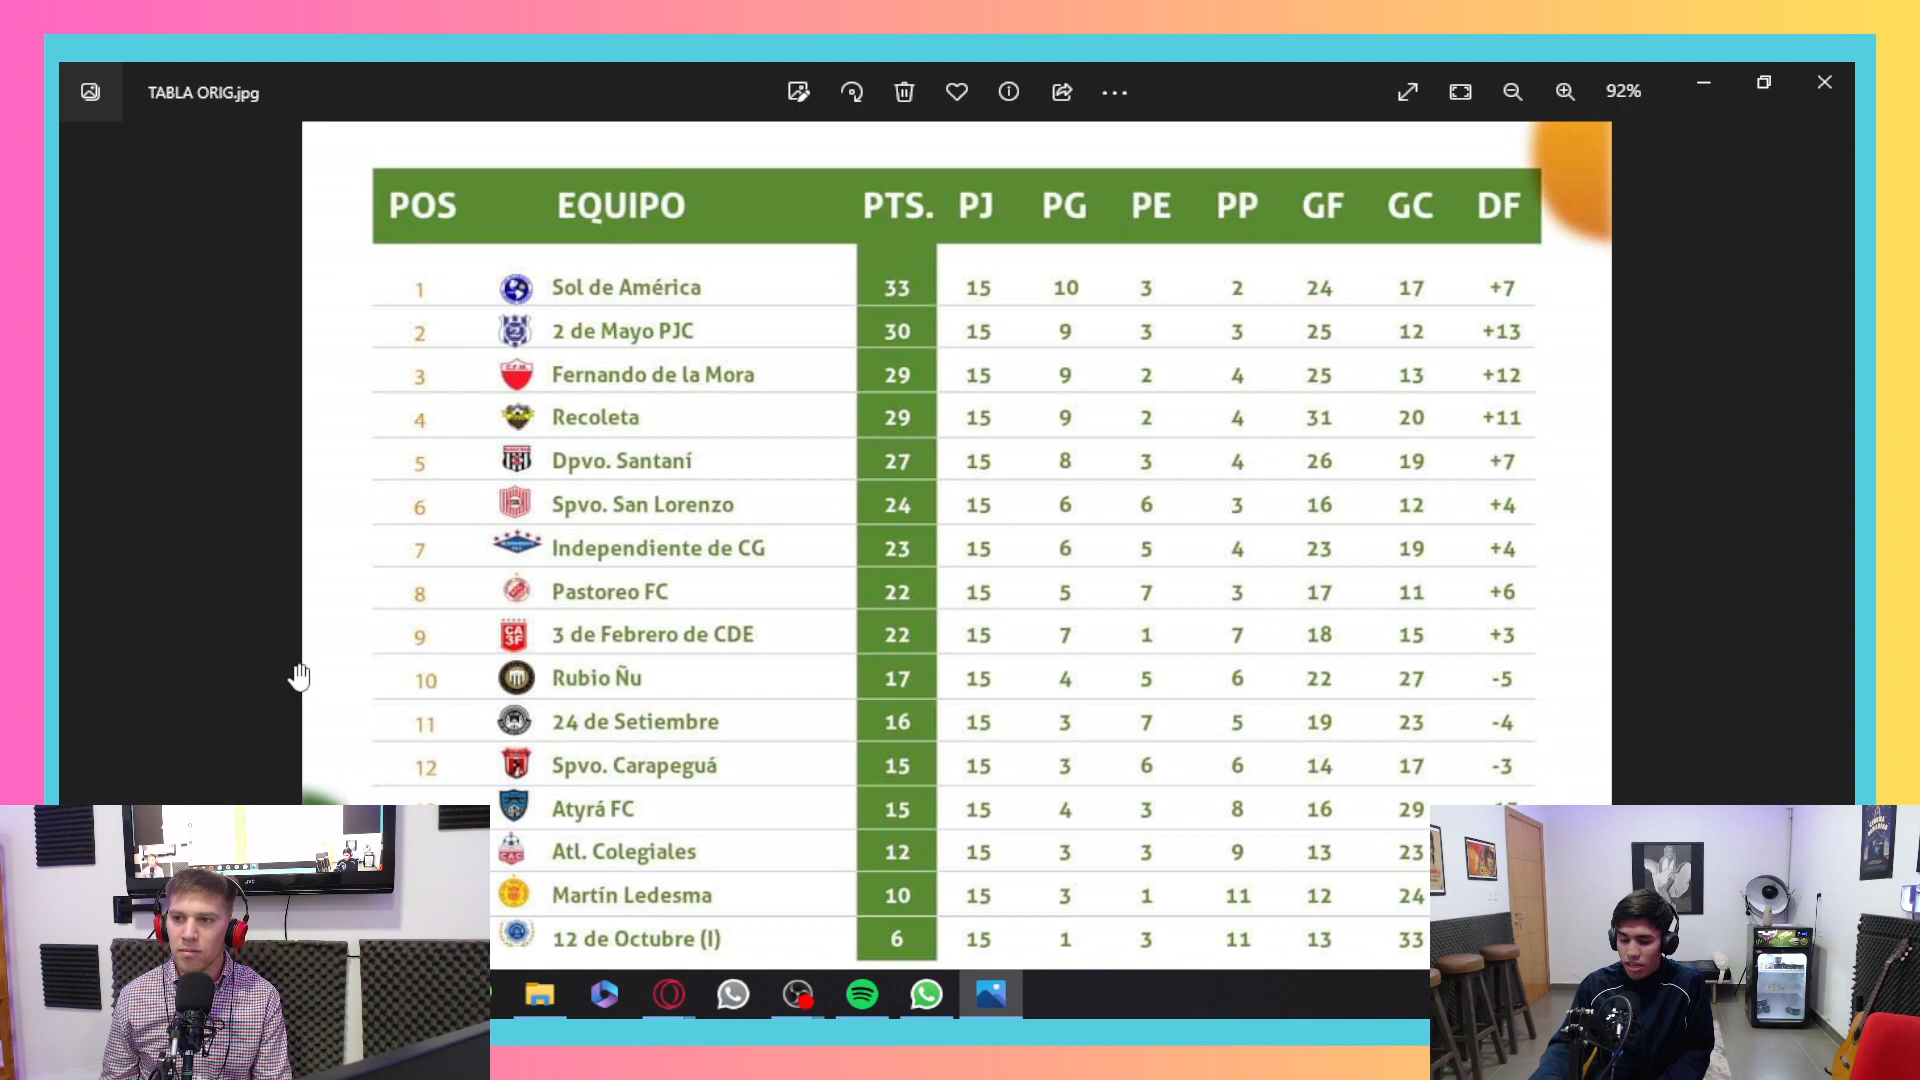 TABLA ORIG.jpg
92%
POS EQUIPO PTS. PJ PG PE PP GF GC DF
1 Sol de América 33 15 10 3 2 24 17 +7
2 2 de Mayo PJC 30 15 9 3 3 25 12 +13
3 Fernando de la Mora 29 15 9 2 4 25 13 +12
4 Recoleta 29 15 9 2 4 31 20 +11
5 Dpvo. Santaní 27 15 8 3 4 26 19 +7
6 Spvo. San Lorenzo 24 15 6 6 3 16 12 +4
7 Independiente de CG 23 15 6 5 4 23 19 +4
8 Pastoreo FC 22 15 5 7 3 17 11 +6
9 CA 3F 3 de Febrero de CDE 22 15 7 1 7 18 15 +3
10 Rubio Ñu 17 15 4 5 6 22 27 -5
11 24 de Setiembre 16 15 3 7 5 19 23 -4
12 Spvo. Carapeguá 15 15 3 6 6 14 17 -3
Atyrá FC 15 15 4 3 8 16 29
CAC Atl. Colegiales 12 15 3 3 9 13 23
Martín Ledesma 10 15 3 1 11 12 24
12 de Octubre (I) 6 15 1 3 11 13 33
JVC